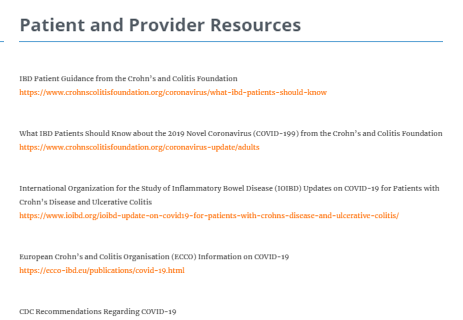 Patient and Provider Resources
IBD Patient Guidance from the Crohn's and Colitis Foundation
https://www.crohnscolitisfoundation.org/coronavirus/what-ibd-patients-should-know
What IBD Patients Should Know about the 2019 Novel Coronavirus (COVID-199) from the Crohn's and Colitis Foundation
https://www.crohnscolitisfoundation.org/coronavirus-update/adults
International Organization for the Study of Inflammatory Bowel Disease (IOIBD) Updates on COVID-19 for Patients with
Crohn's Disease and Ulcerative Colitis
https://www.ioibd.org/ioibd-update-on-covid19-for-patients-with-crohns-disease-and-ulcerative-colitis/
European Crohn's and Colitis Organisation (ECCO) Information on COVID-19
https://ecco-ibd.eu/publications/covid-19.html
CDC Recommendations Regarding COVID-19